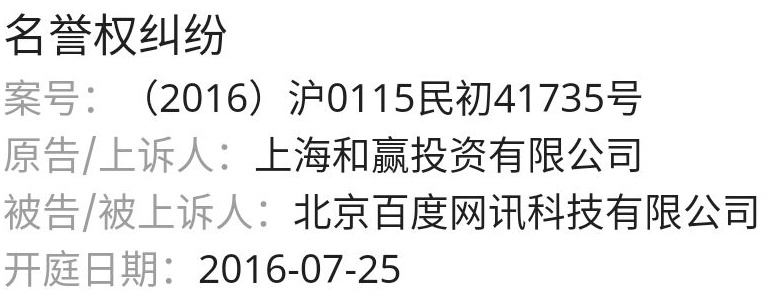 名誉权纠纷
案号：（2016）沪0115民初41735号
原告/上诉人：上海和赢投资有限公司
被告/被上诉人：北京百度网讯科技有限公司
开庭日期：2016-07-25